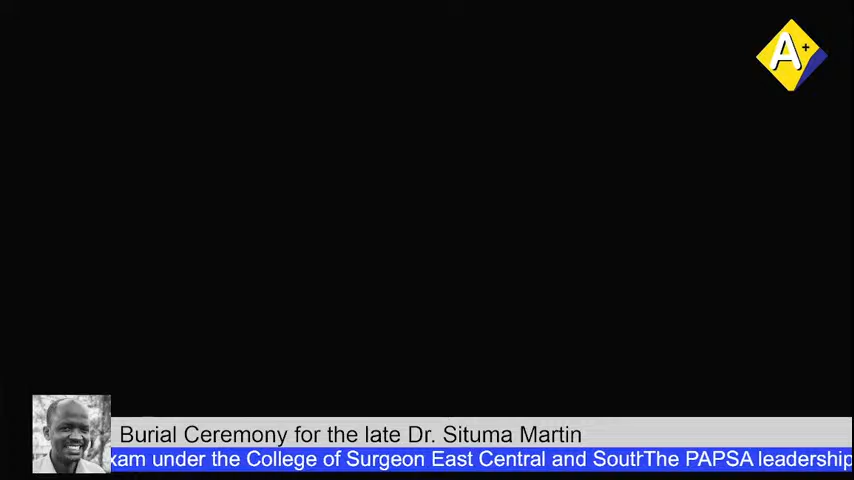 A+
Burial Ceremony for the late Dr. Situma Martin
xam under the College of Surgeon East Central and South The PAPSA leadership